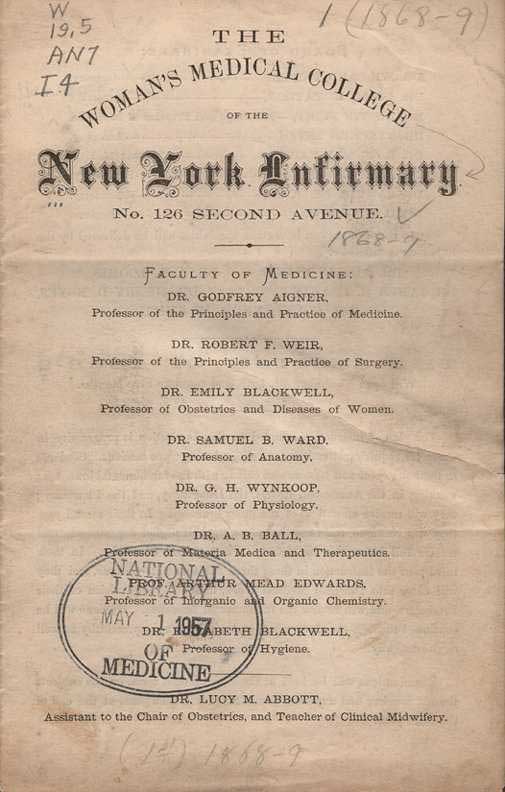 W
19.5
AN7
I4
1 (1868-9)
THE
WOMAN'S MEDICAL COLLEGE
OF THE
New York Infirmary.
No. 126 SECOND AVENUE.
1868-9
FACULTY OF MEDICINE:
DR. GODFREY AIGNER,
Professor of the Principles and Practice of Medicine.
DR. ROBERT F. WEIR,
Professor of the Principles and Practice of Surgery.
DR. EMILY BLACKWELL,
Professor of Obstetrics and Diseases of Women.
DR. SAMUEL B. WARD.
Professor of Anatomy,
DR. G. H. WYNKOOP,
Professor of Physiology.
DR. A. B. BALL,
Professor of Materia Medica and Therapeutics.
PROF. ARTHUR MEAD EDWARDS,
Professor of Inorganic and Organic Chemistry.
DR. ELIZABETH BLACKWELL,
Professor of Hygiene.
NATIONAL
LIBRARY
MAY 1 1957
OF
MEDICINE
DR. LUCY M. ABBOTT,
Assistant to the Chair of Obstetrics, and Teacher of Clinical Midwifery.
(1st) 1868-9